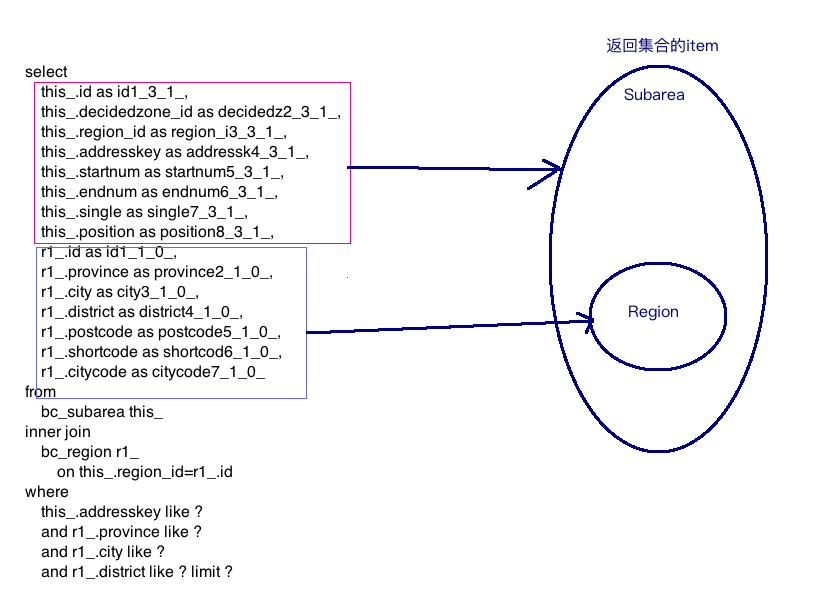 返回集合的item
Subarea
Region
select
this_.id as id1_3_1_,
this_.decidedzone_id as decidedz2_3_1_,
this_.region_id as region_i3_3_1_,
this_.addresskey as addressk4_3_1_,
this_.startnum as startnum5_3_1_,
this_.endnum as endnum6_3_1_,
this_.single as single7_3_1_,
this_.position as position8_3_1_,
r1_.id as id1_1_0_,
r1_.province as province2_1_0_,
r1_.city as city3_1_0_,
r1_.district as district4_1_0_,
r1_.postcode as postcode5_1_0_,
r1_.shortcode as shortcod6_1_0_,
r1_.citycode as citycode7_1_0_
from
bc_subarea this_
inner join
bc_region r1_
on this_.region_id=r1_.id
where
this_.addresskey like ?
and r1_.province like ?
and r1_.city like ?
and r1_.district like ? limit ?